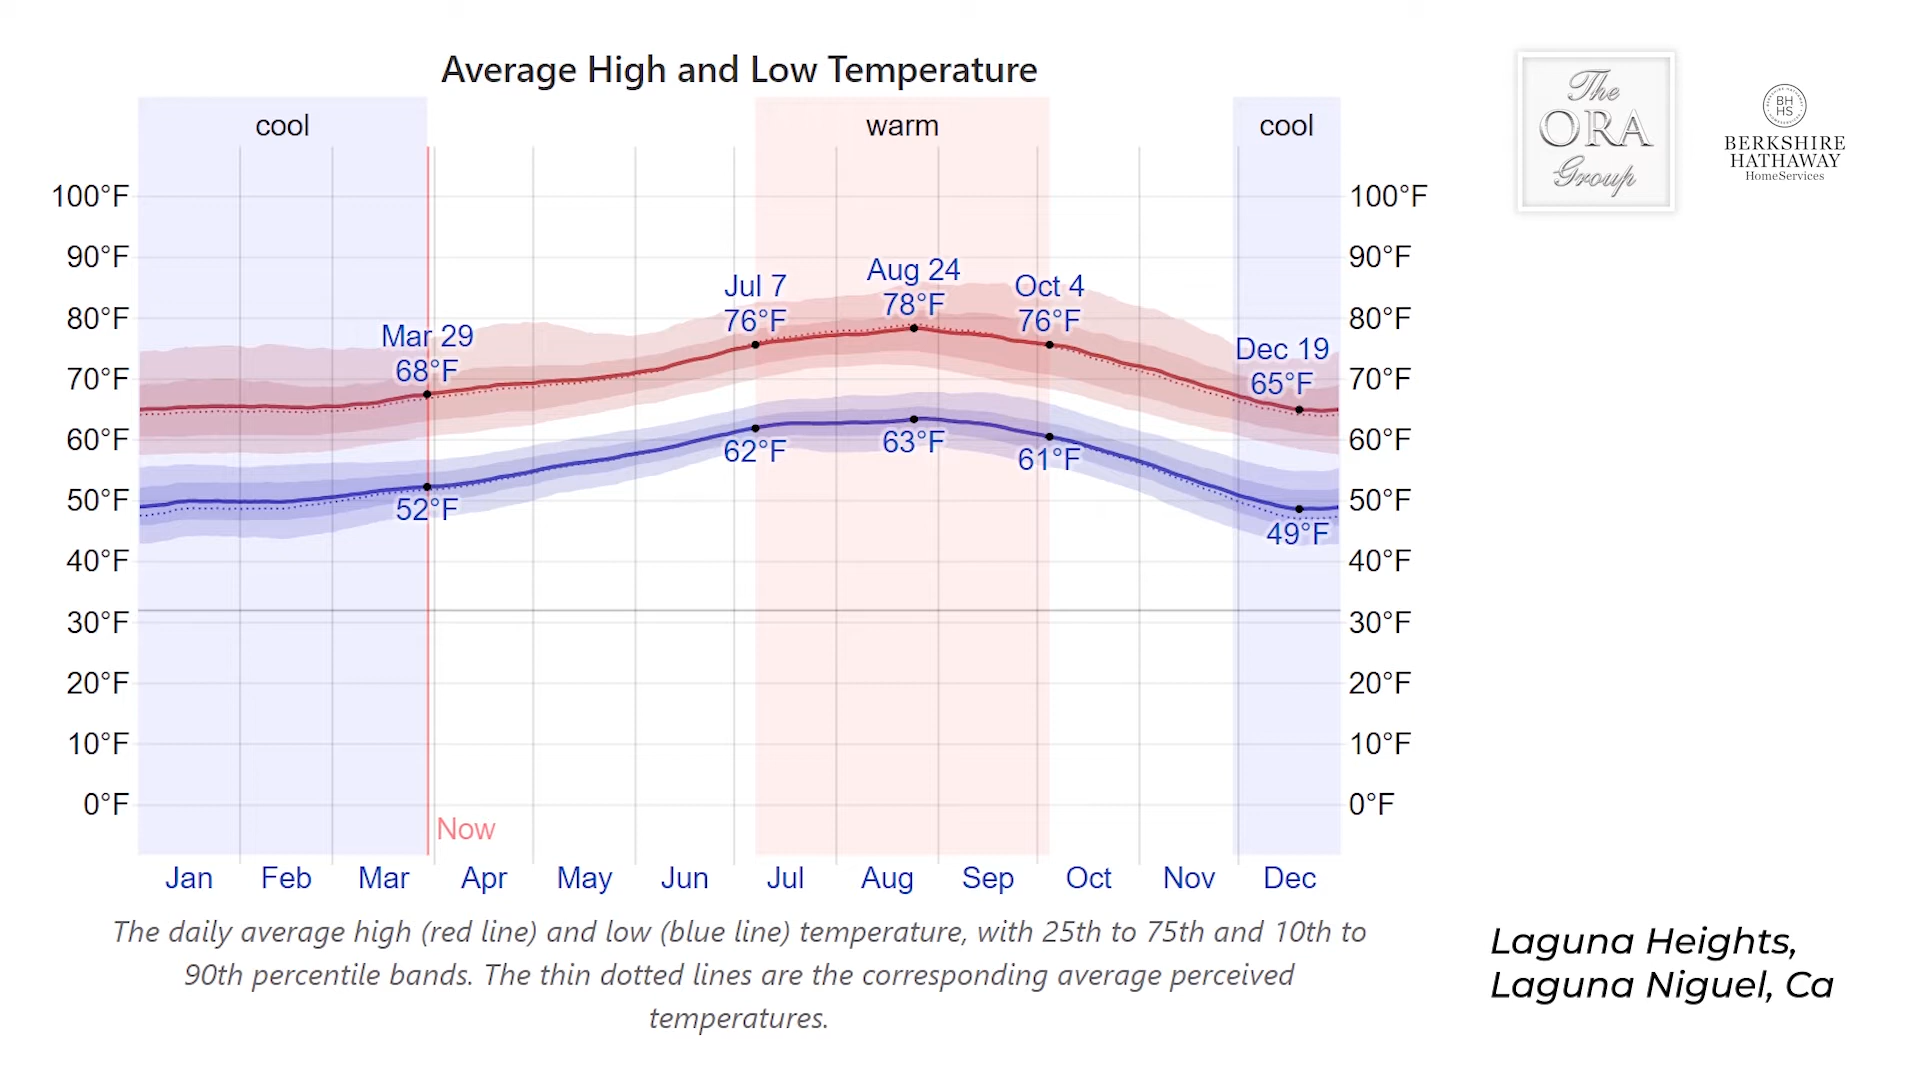 Average High and Low Temperature
cool
warm
cool
The
ORA
Group
BH
HS
BERKSHIRE
HATHAWAY
HomeServices
100°F
100°F
90°F
90°F
80°F
80°F
70°F
70°F
60°F
60°F
50°F
50°F
40°F
40°F
30°F
30°F
20°F
20°F
10°F
10°F
0°F
0°F
Mar 29
68°F
52°F
Jul 7
76°F
62°F
Aug 24
78°F
63°F
Oct 4
76°F
61°F
Dec 19
65°F
49°F
Now
Jan Feb Mar Apr May Jun Jul Aug Sep Oct Nov Dec
The daily average high (red line) and low (blue line) temperature, with 25th to 75th and 10th to
90th percentile bands. The thin dotted lines are the corresponding average perceived
temperatures.
Laguna Heights,
Laguna Niguel, Ca